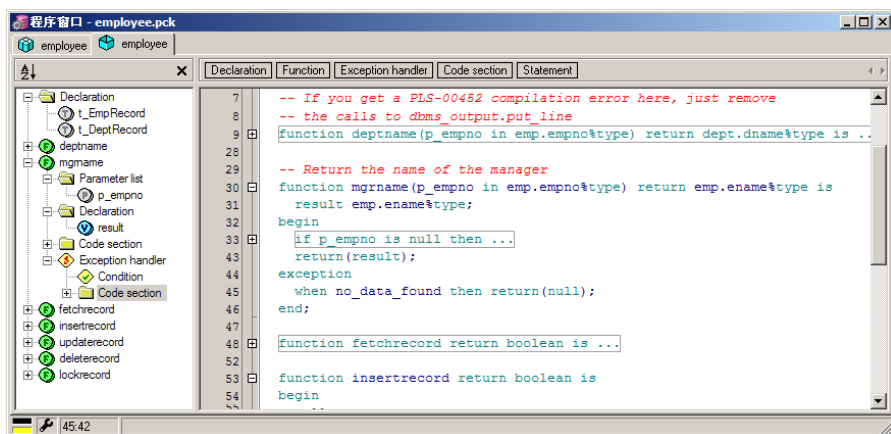 程序窗口 - employee.pck
employee employee
Declaration Function Exception handler Code section Statement
Declaration
t_EmpRecord
t_DeptRecord
deptname
mgrname
Parameter list
p_empno
Declaration
result
Code section
Exception handler
Condition
Code section
fetchrecord
insertrecord
updaterecord
deleterecord
lockrecord
7 -- If you get a PLS-00452 compilation error here, just remove
8 -- the calls to dbms_output.put_line
9 function deptname(p_empno in emp.empno%type) return dept.dname%type is ..
28
29 -- Return the name of the manager
30 function mgrname(p_empno in emp.empno%type) return emp.ename%type is
31 result emp.ename%type;
32 begin
33 if p_empno is null then ...
43 return(result);
44 exception
45 when no_data_found then return(null);
46 end;
47
48 function fetchrecord return boolean is ...
52
53 function insertrecord return boolean is
54 begin
45:42